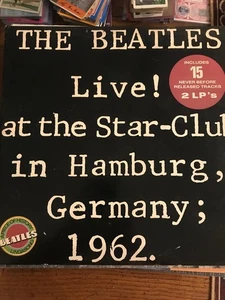 THE BEATLES
Live!
INCLUDES
15
NEVER BEFORE
RELEASED TRACKS
2 LP's
at the Star-Club
in Hamburg,
Germany;
1962.
BEATLES